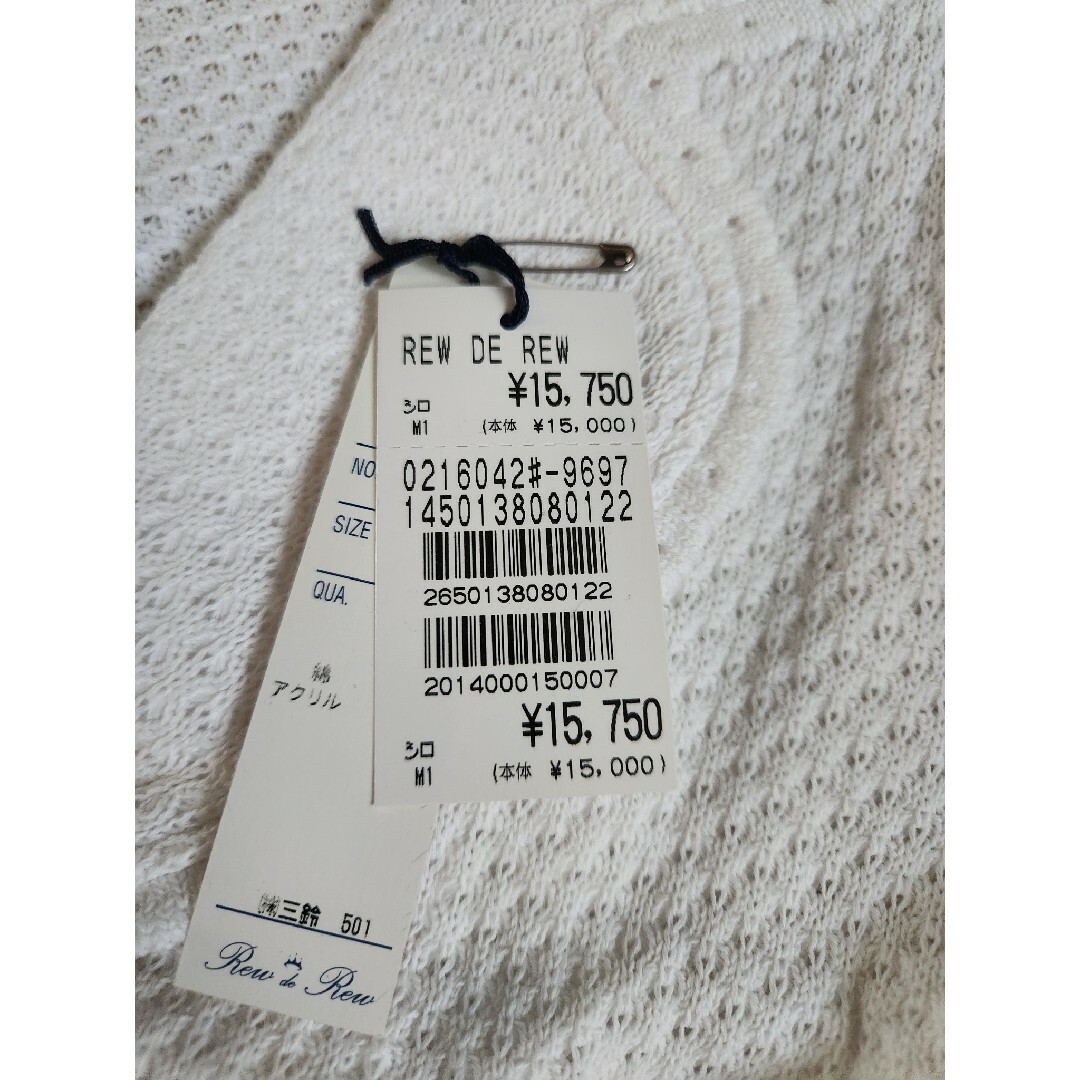 REW DE REW
¥15,750
シロ
M1 (本体 ¥15,000)
0216042#-9697
1450138080122
2650138080122
2014000150007
¥15,750
シロ
M1 (本体 ¥15,000)
NO
SIZE
QUA.
綿
アクリル
㈱三鈴 501
Rew de Rew